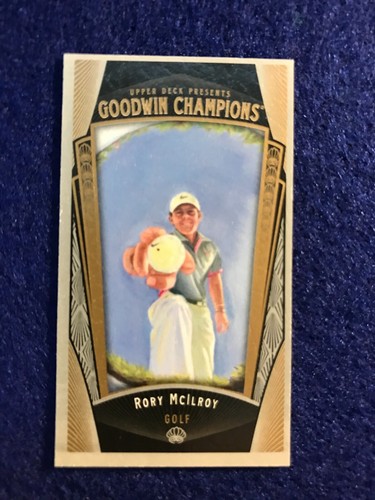 UPPER DECK PRESENTS
GOODWIN CHAMPIONS®
RORY MCILROY
GOLF